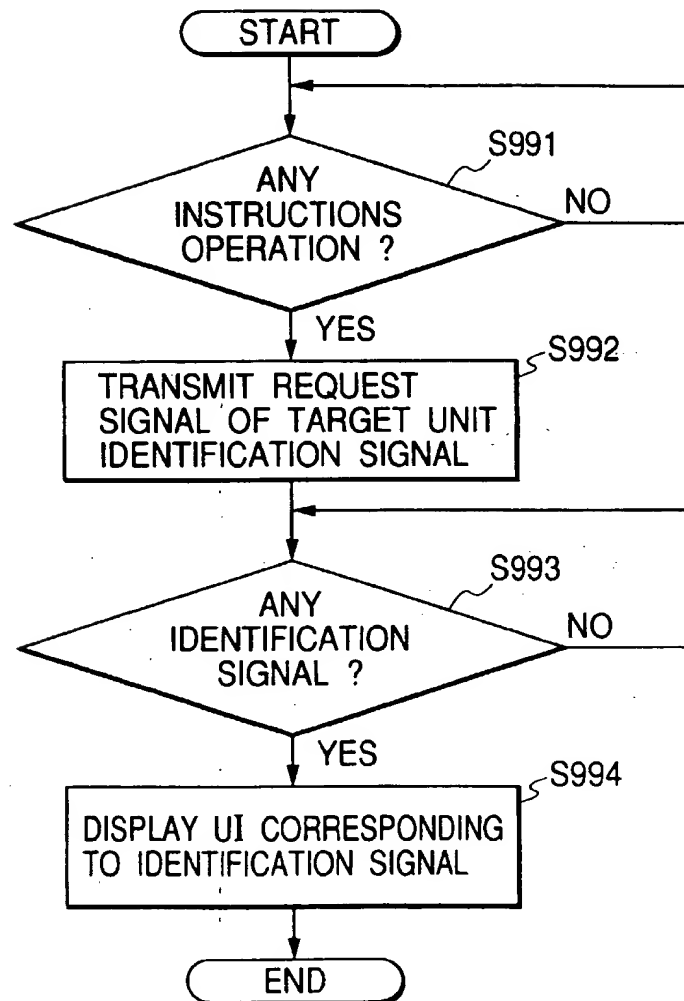 START
S991
ANY
INSTRUCTIONS
OPERATION ?
NO
YES
S992
TRANSMIT REQUEST
SIGNAL OF TARGET UNIT
IDENTIFICATION SIGNAL
S993
ANY
IDENTIFICATION
SIGNAL ?
NO
YES
S994
DISPLAY UI CORRESPONDING
TO IDENTIFICATION SIGNAL
END